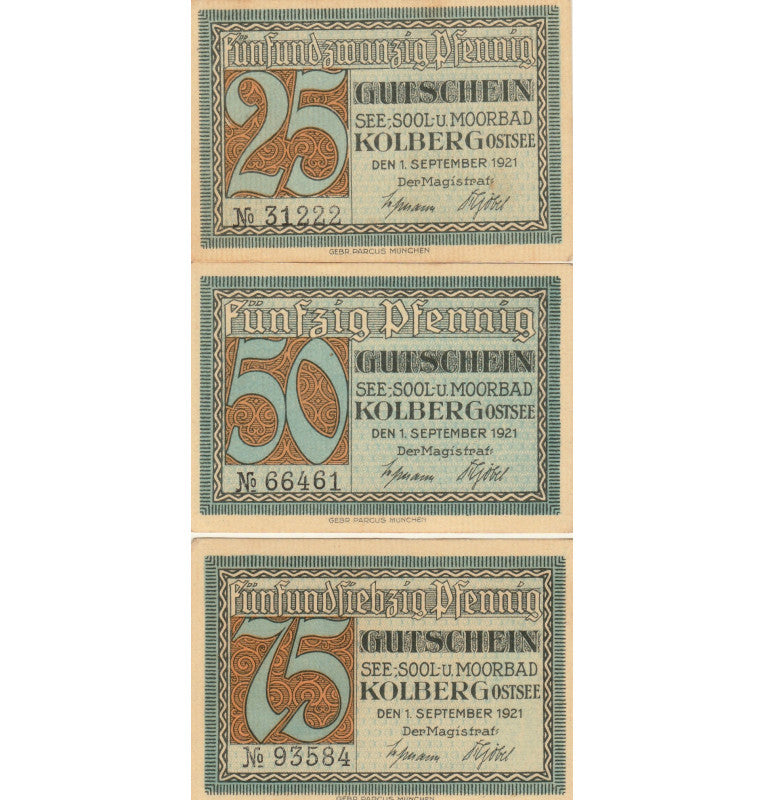 Fünfundzwanzig Pfennig
25
GUTSCHEIN
SEE-, SOOL- U. MOORBAD
KOLBERG OSTSEE
DEN 1. SEPTEMBER 1921
Der Magistrat:
№ 31222
GEBR. PARCUS MÜNCHEN
Fünfzig Pfennig
50
GUTSCHEIN
SEE-, SOOL- U. MOORBAD
KOLBERG OSTSEE
DEN 1. SEPTEMBER 1921
Der Magistrat:
№ 66461
GEBR. PARCUS MÜNCHEN
Fünfundsiebzig Pfennig
75
GUTSCHEIN
SEE-, SOOL- U. MOORBAD
KOLBERG OSTSEE
DEN 1. SEPTEMBER 1921
Der Magistrat:
№ 93584
GEBR. PARCUS MÜNCHEN